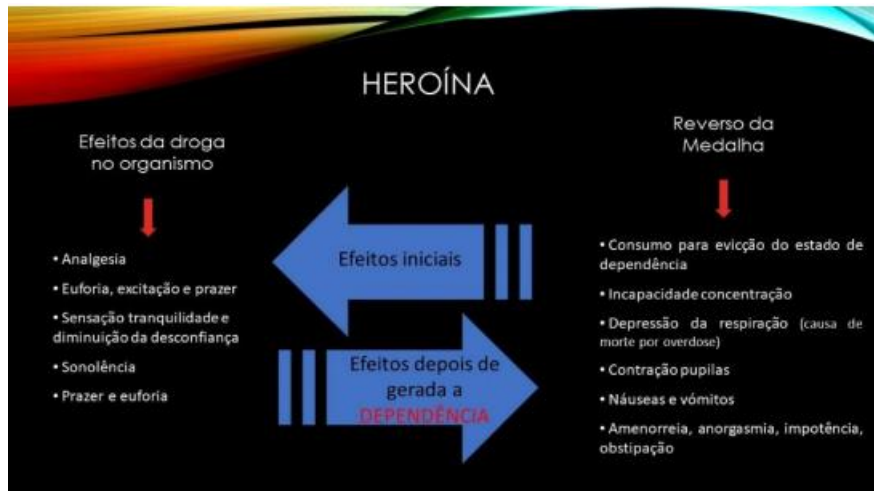 HEROÍNA
Efeitos da droga
no organismo
• Analgesia
• Euforia, excitação e prazer
• Sensação tranquilidade e
diminuição da desconfiança
• Sonolência
• Prazer e euforia
Efeitos iniciais
Efeitos depois de
gerada a
DEPENDÊNCIA
Reverso da
Medalha
• Consumo para evicção do estado de
dependência
• Incapacidade concentração
• Depressão da respiração (causa de
morte por overdose)
• Contração pupilas
• Náuseas e vómitos
• Amenorreia, anorgasmia, impotência,
obstipação